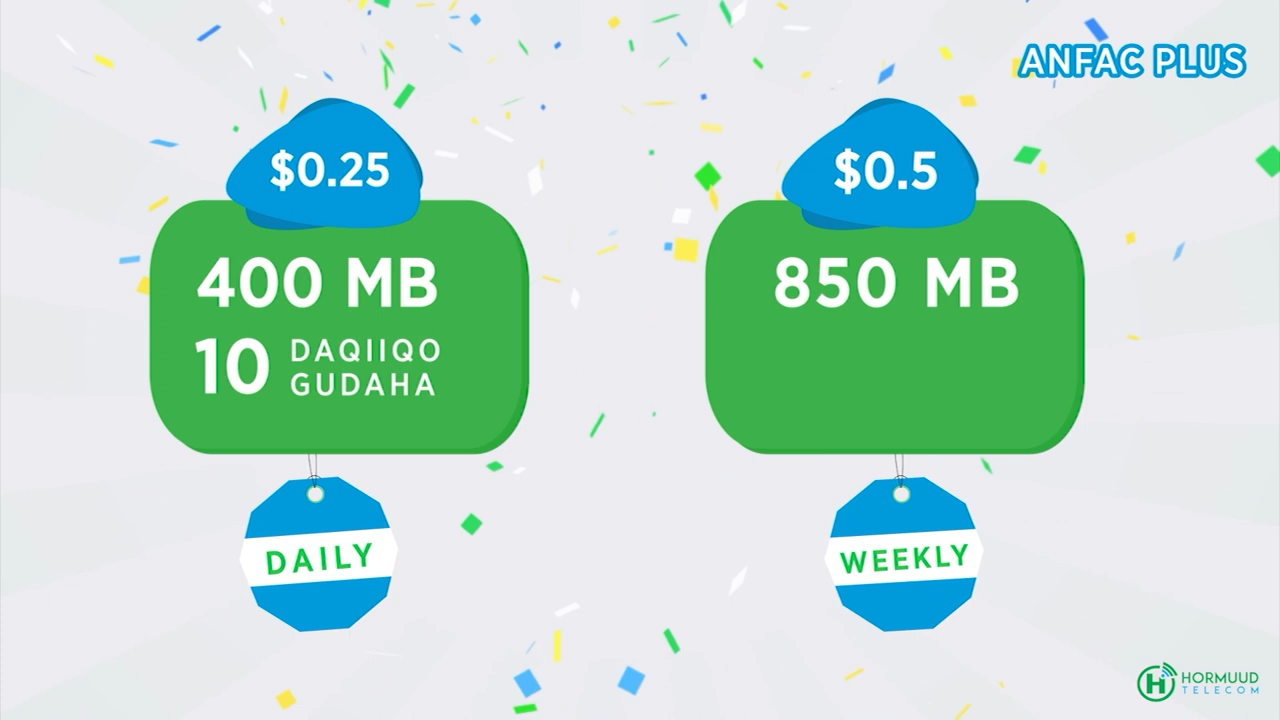 ANFAC PLUS
$0.25
400 MB
10 DAQIIQO
GUDAHA
DAILY
$0.5
850 MB
WEEKLY
HORMUUD
TELECOM